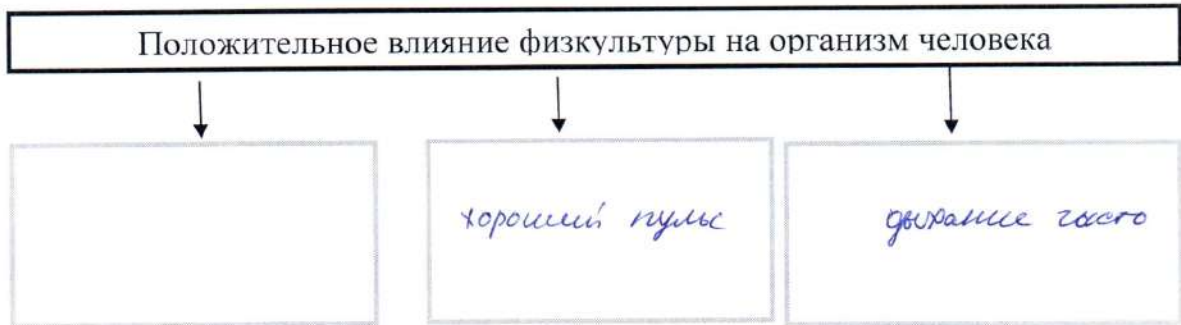 Положительное влияние физкультуры на организм человека
хороший пульс
дыхание часто